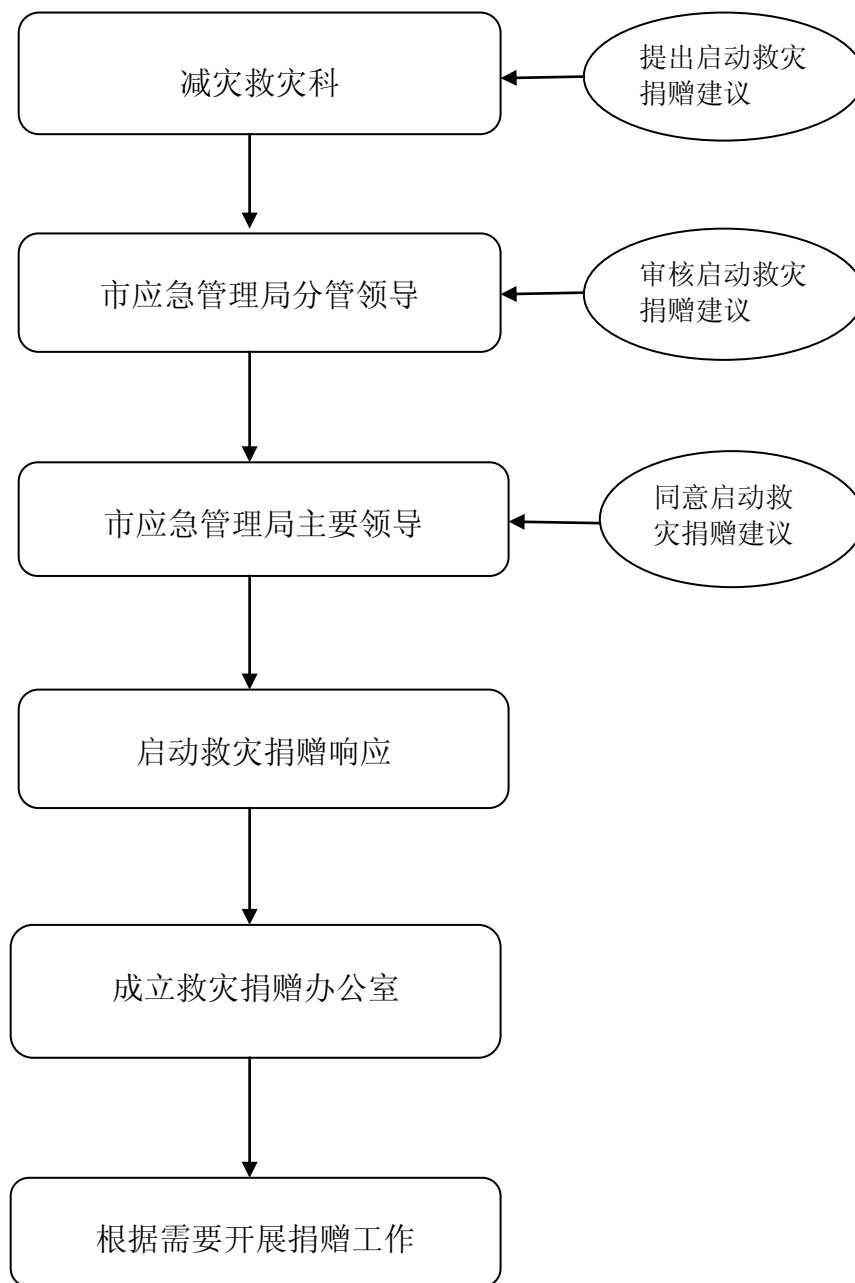 减灾救灾科
提出启动救灾
捐赠建议
市应急管理局分管领导
审核启动救灾
捐赠建议
市应急管理局主要领导
同意启动救
灾捐赠建议
启动救灾捐赠响应
成立救灾捐赠办公室
根据需要开展捐赠工作